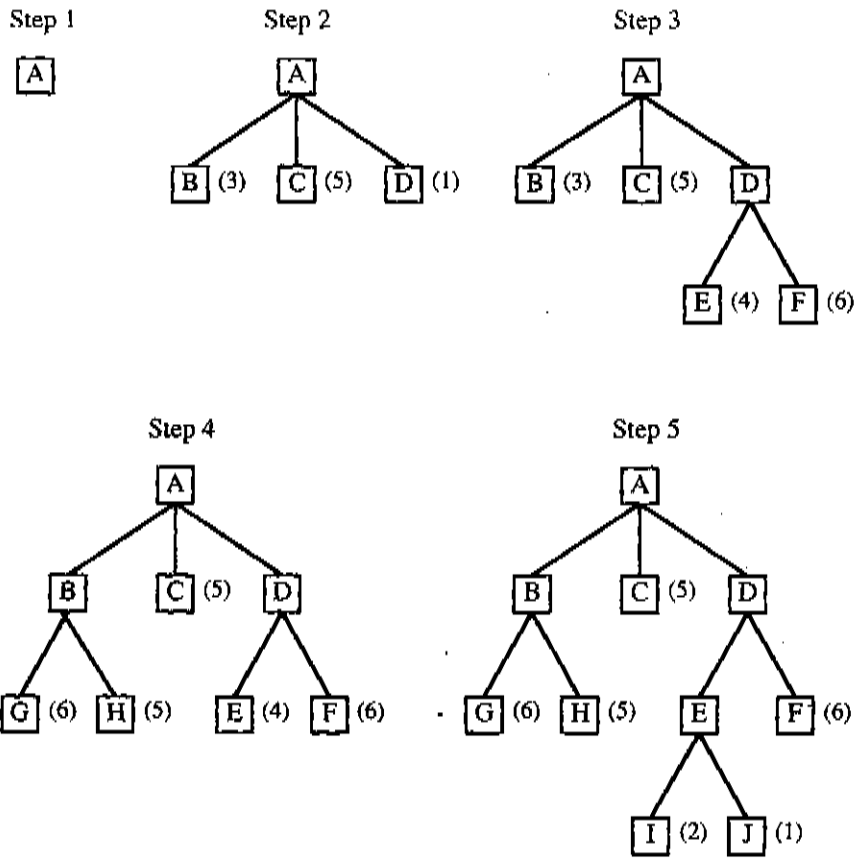 Step 1 Step 2 Step 3
A A A
B (3) C (5) D (1) B (3) C (5) D
E (4) F (6)
Step 4 Step 5
A A
B C (5) D B C (5) D
G (6) H (5) E (4) F (6) G (6) H (5) E F (6)
I (2) J (1)